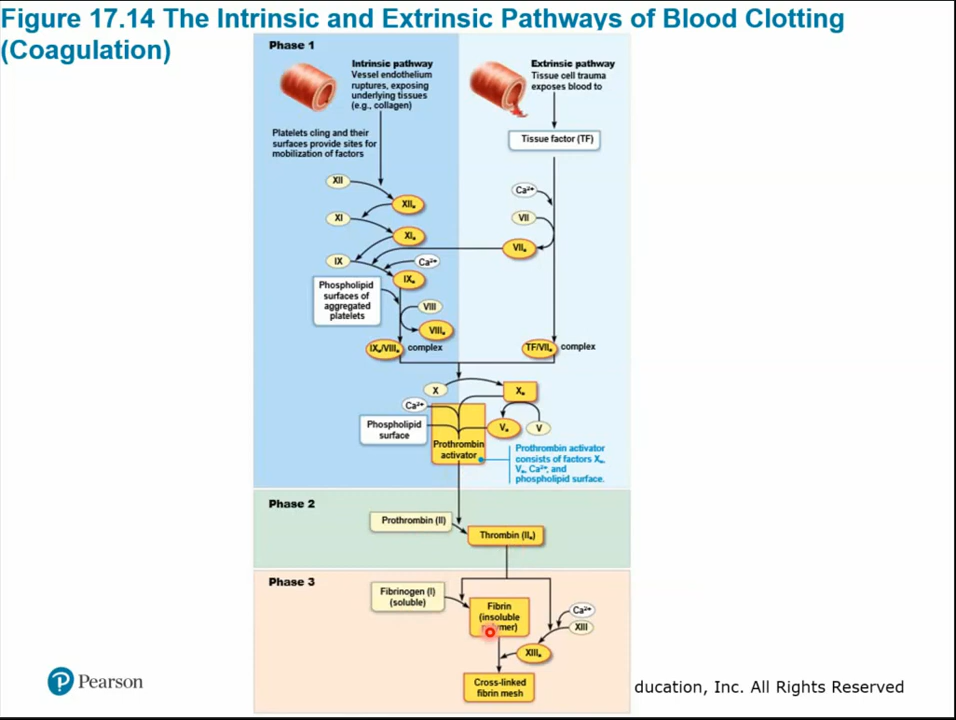 Figure 17.14 The Intrinsic and Extrinsic Pathways of Blood Clotting
(Coagulation)
Phase 1
Intrinsic pathway
Vessel endothelium
ruptures, exposing
underlying tissues
(e.g., collagen)
Extrinsic pathway
Tissue cell trauma
exposes blood to
Platelets cling and their
surfaces provide sites for
mobilization of factors
Tissue factor (TF)
XII
XIIₐ
Ca²⁺
XI
VII
XIₐ
VIIₐ
IX
Ca²⁺
IXₐ
Phospholipid
surfaces of
aggregated
platelets
VIII
VIIIₐ
IXₐ/VIIIₐ complex
TF/VIIₐ complex
X
Xₐ
Ca²⁺
Phospholipid
surface
Vₐ
V
Prothrombin
activator
Prothrombin activator
consists of factors Xₐ,
Vₐ, Ca²⁺, and
phospholipid surface.
Phase 2
Prothrombin (II)
Thrombin (IIₐ)
Phase 3
Fibrinogen (I)
(soluble)
Fibrin
(insoluble
Ca²⁺
XIII
XIIIₐ
Cross-linked
fibrin mesh
P Pearson
ducation, Inc. All Rights Reserved